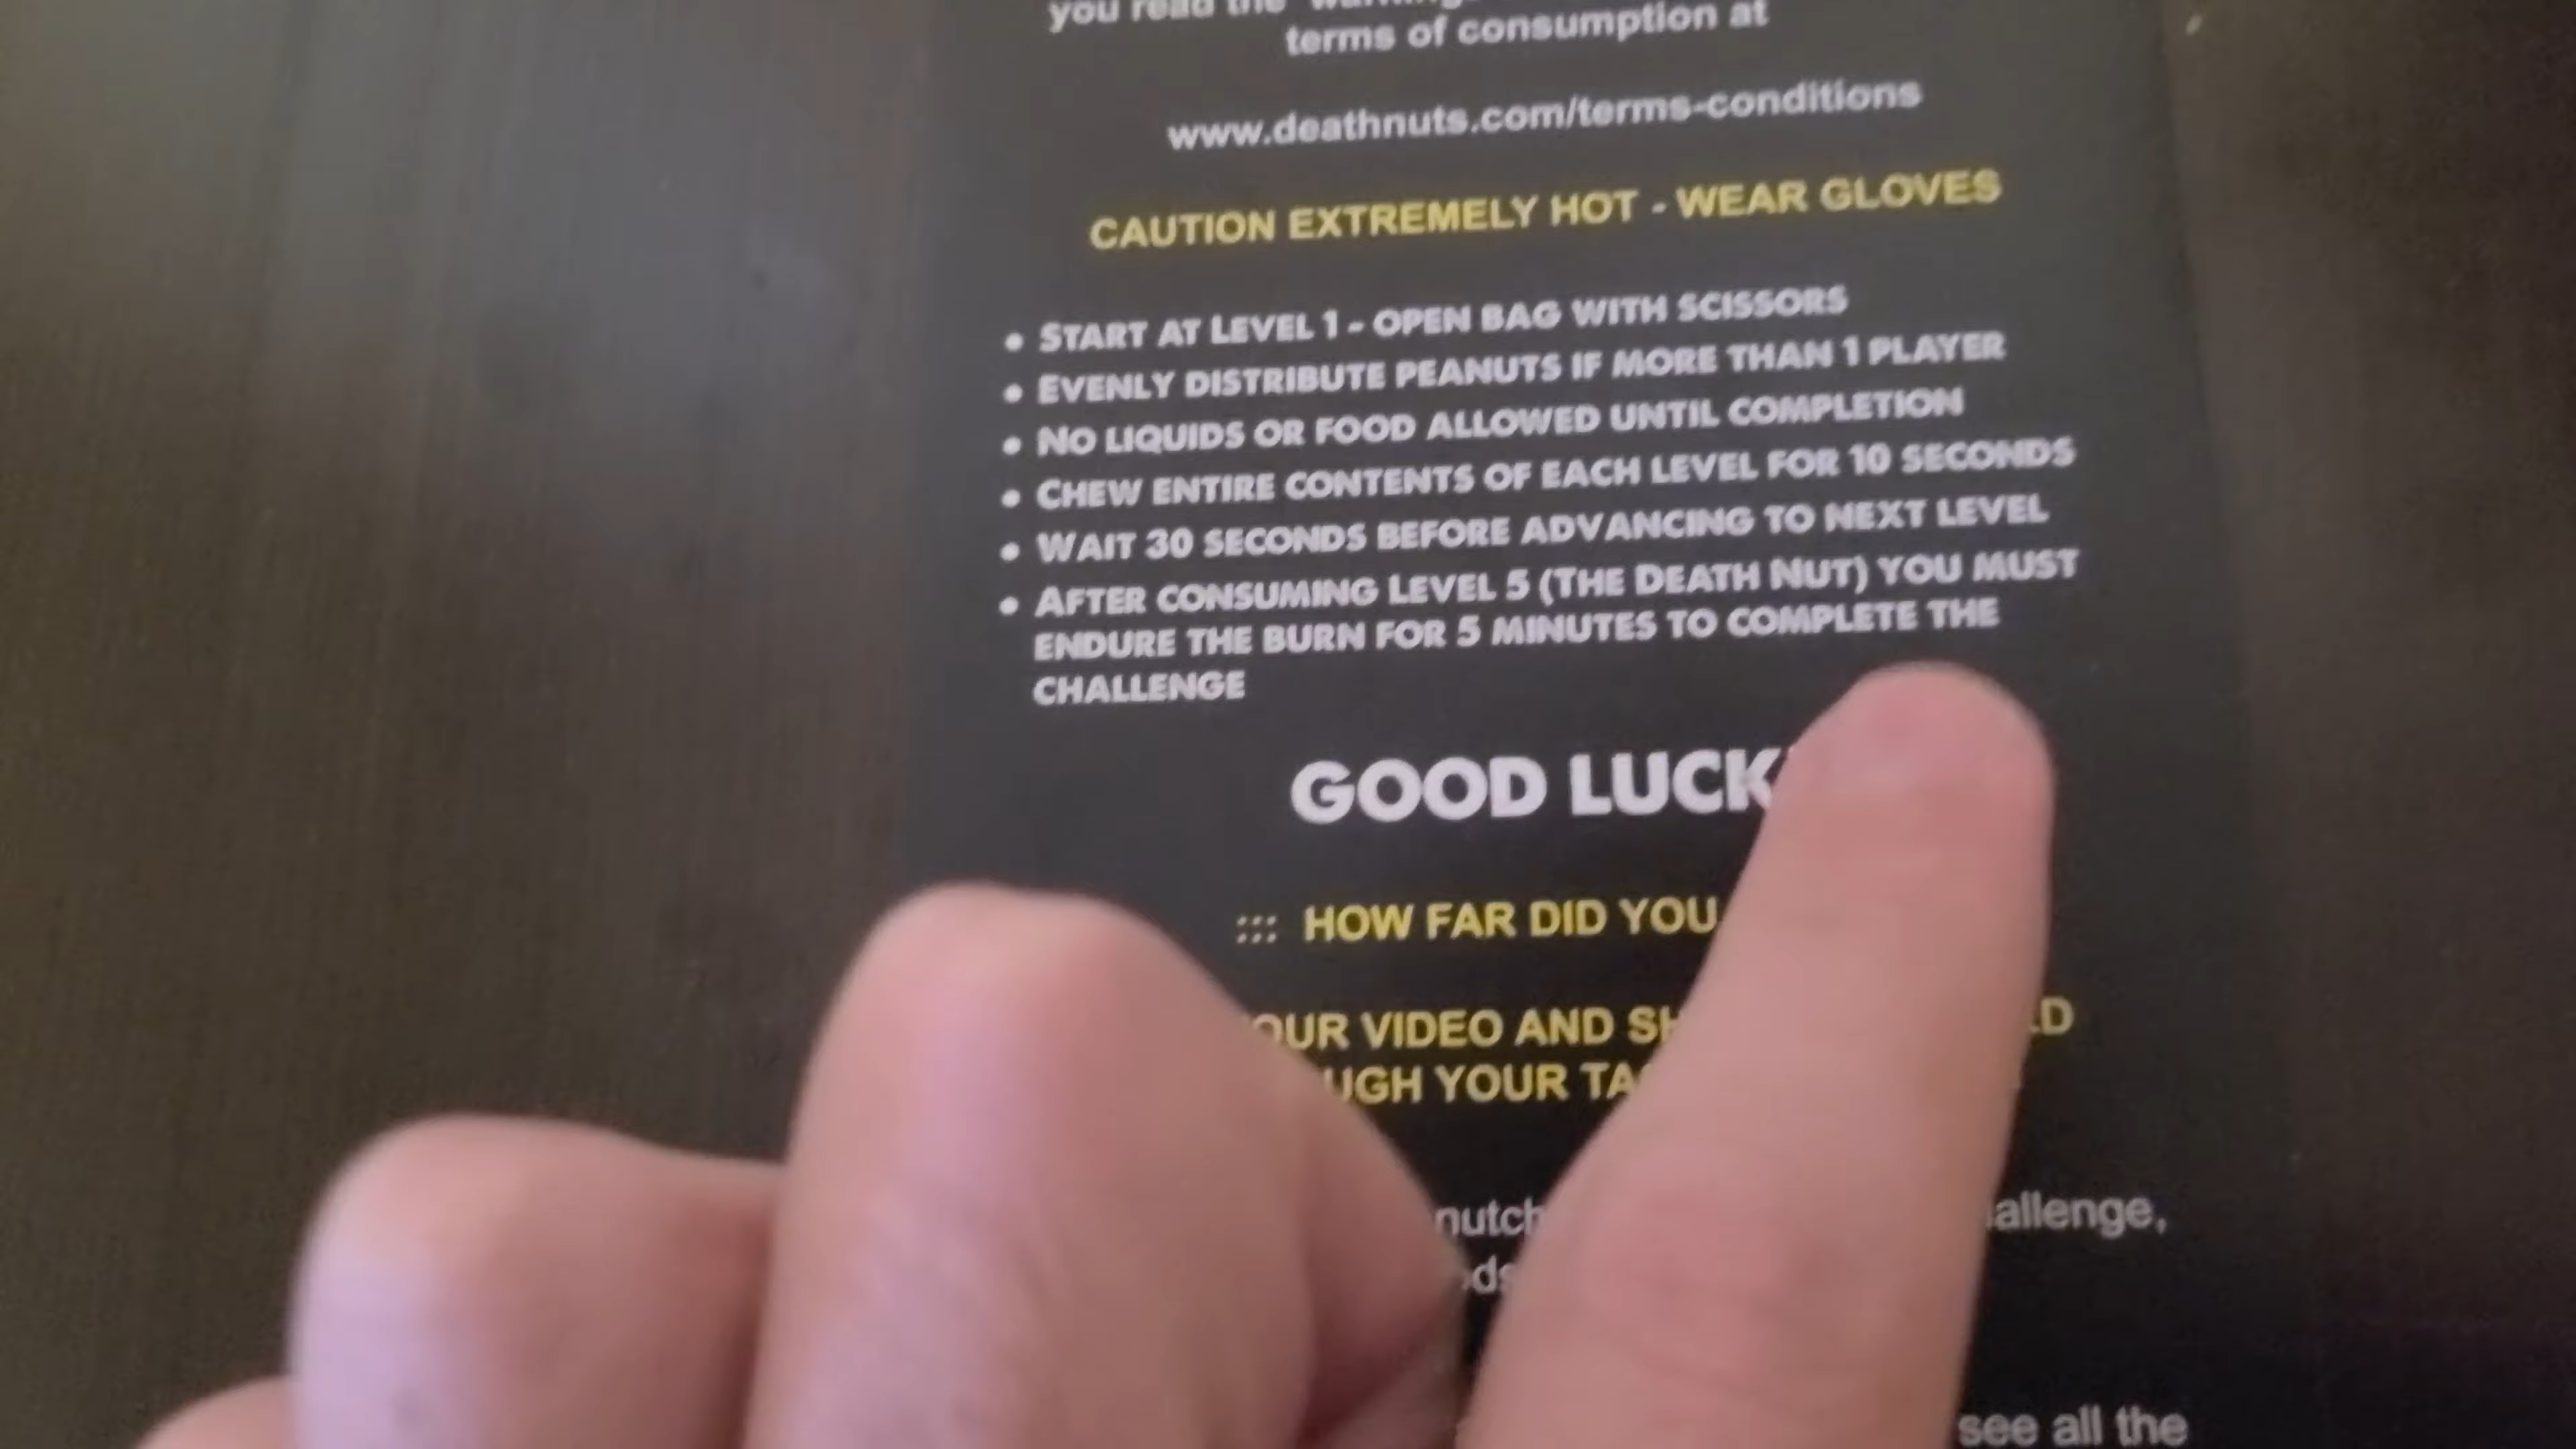 you read the
terms of consumption at
www.deathnuts.com/terms-conditions
CAUTION EXTREMELY HOT - WEAR GLOVES
• START AT LEVEL 1 - OPEN BAG WITH SCISSORS
• EVENLY DISTRIBUTE PEANUTS IF MORE THAN 1 PLAYER
• NO LIQUIDS OR FOOD ALLOWED UNTIL COMPLETION
• CHEW ENTIRE CONTENTS OF EACH LEVEL FOR 10 SECONDS
• WAIT 30 SECONDS BEFORE ADVANCING TO NEXT LEVEL
• AFTER CONSUMING LEVEL 5 (THE DEATH NUT) YOU MUST
ENDURE THE BURN FOR 5 MINUTES TO COMPLETE THE
CHALLENGE
GOOD LUCK
::: HOW FAR DID YOU
VIDEO AND
YOUR
see all the